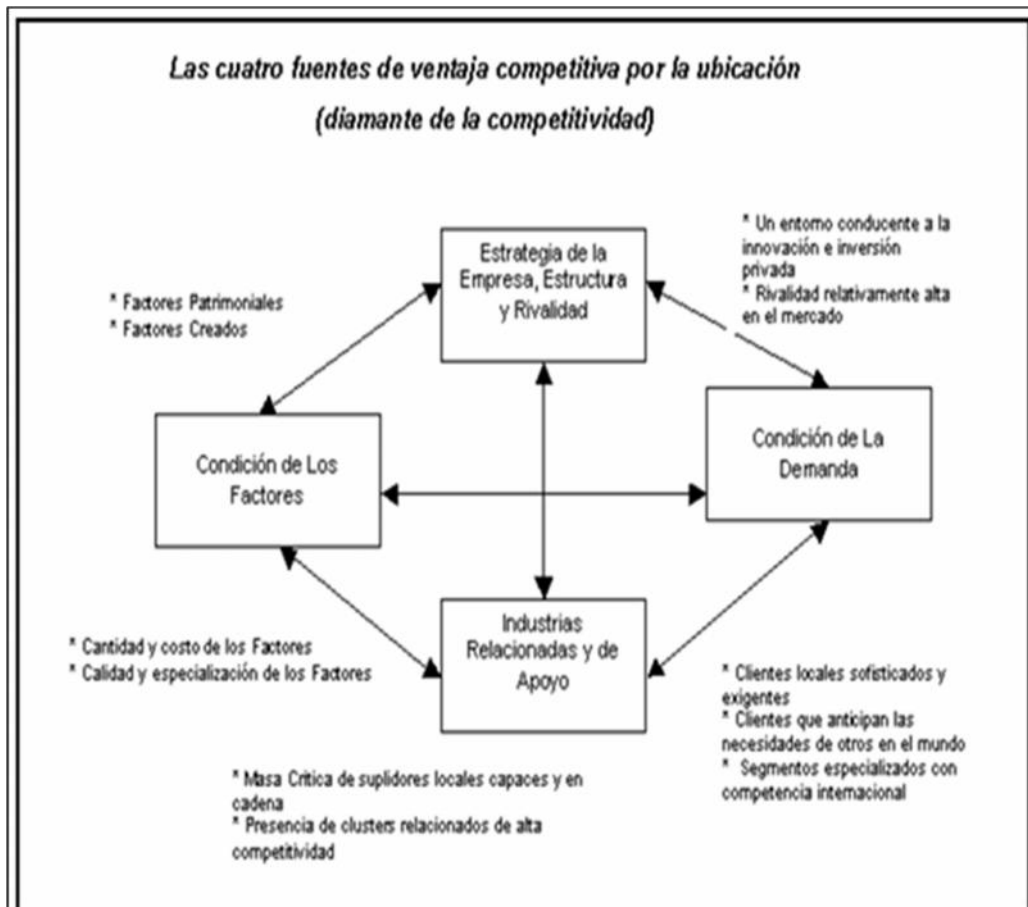 Las cuatro fuentes de ventaja competitiva por la ubicación
(diamante de la competitividad)
Estrategia de la
Empresa, Estructura
y Rivalidad
* Un entorno conducente a la
innovación e inversión
privada
* Rivalidad relativamente alta
en el mercado
* Factores Patrimoniales
* Factores Creados
Condición de Los
Factores
Condición de La
Demanda
* Cantidad y costo de los Factores
* Calidad y especialización de los Factores
Industrias
Relacionadas y de
Apoyo
* Clientes locales sofisticados y
exigentes
* Clientes que anticipan las
necesidades de otros en el mundo
* Segmentos especializados con
competencia internacional
* Masa Critica de suplidores locales capaces y en
cadena
* Presencia de clusters relacionados de alta
competitividad